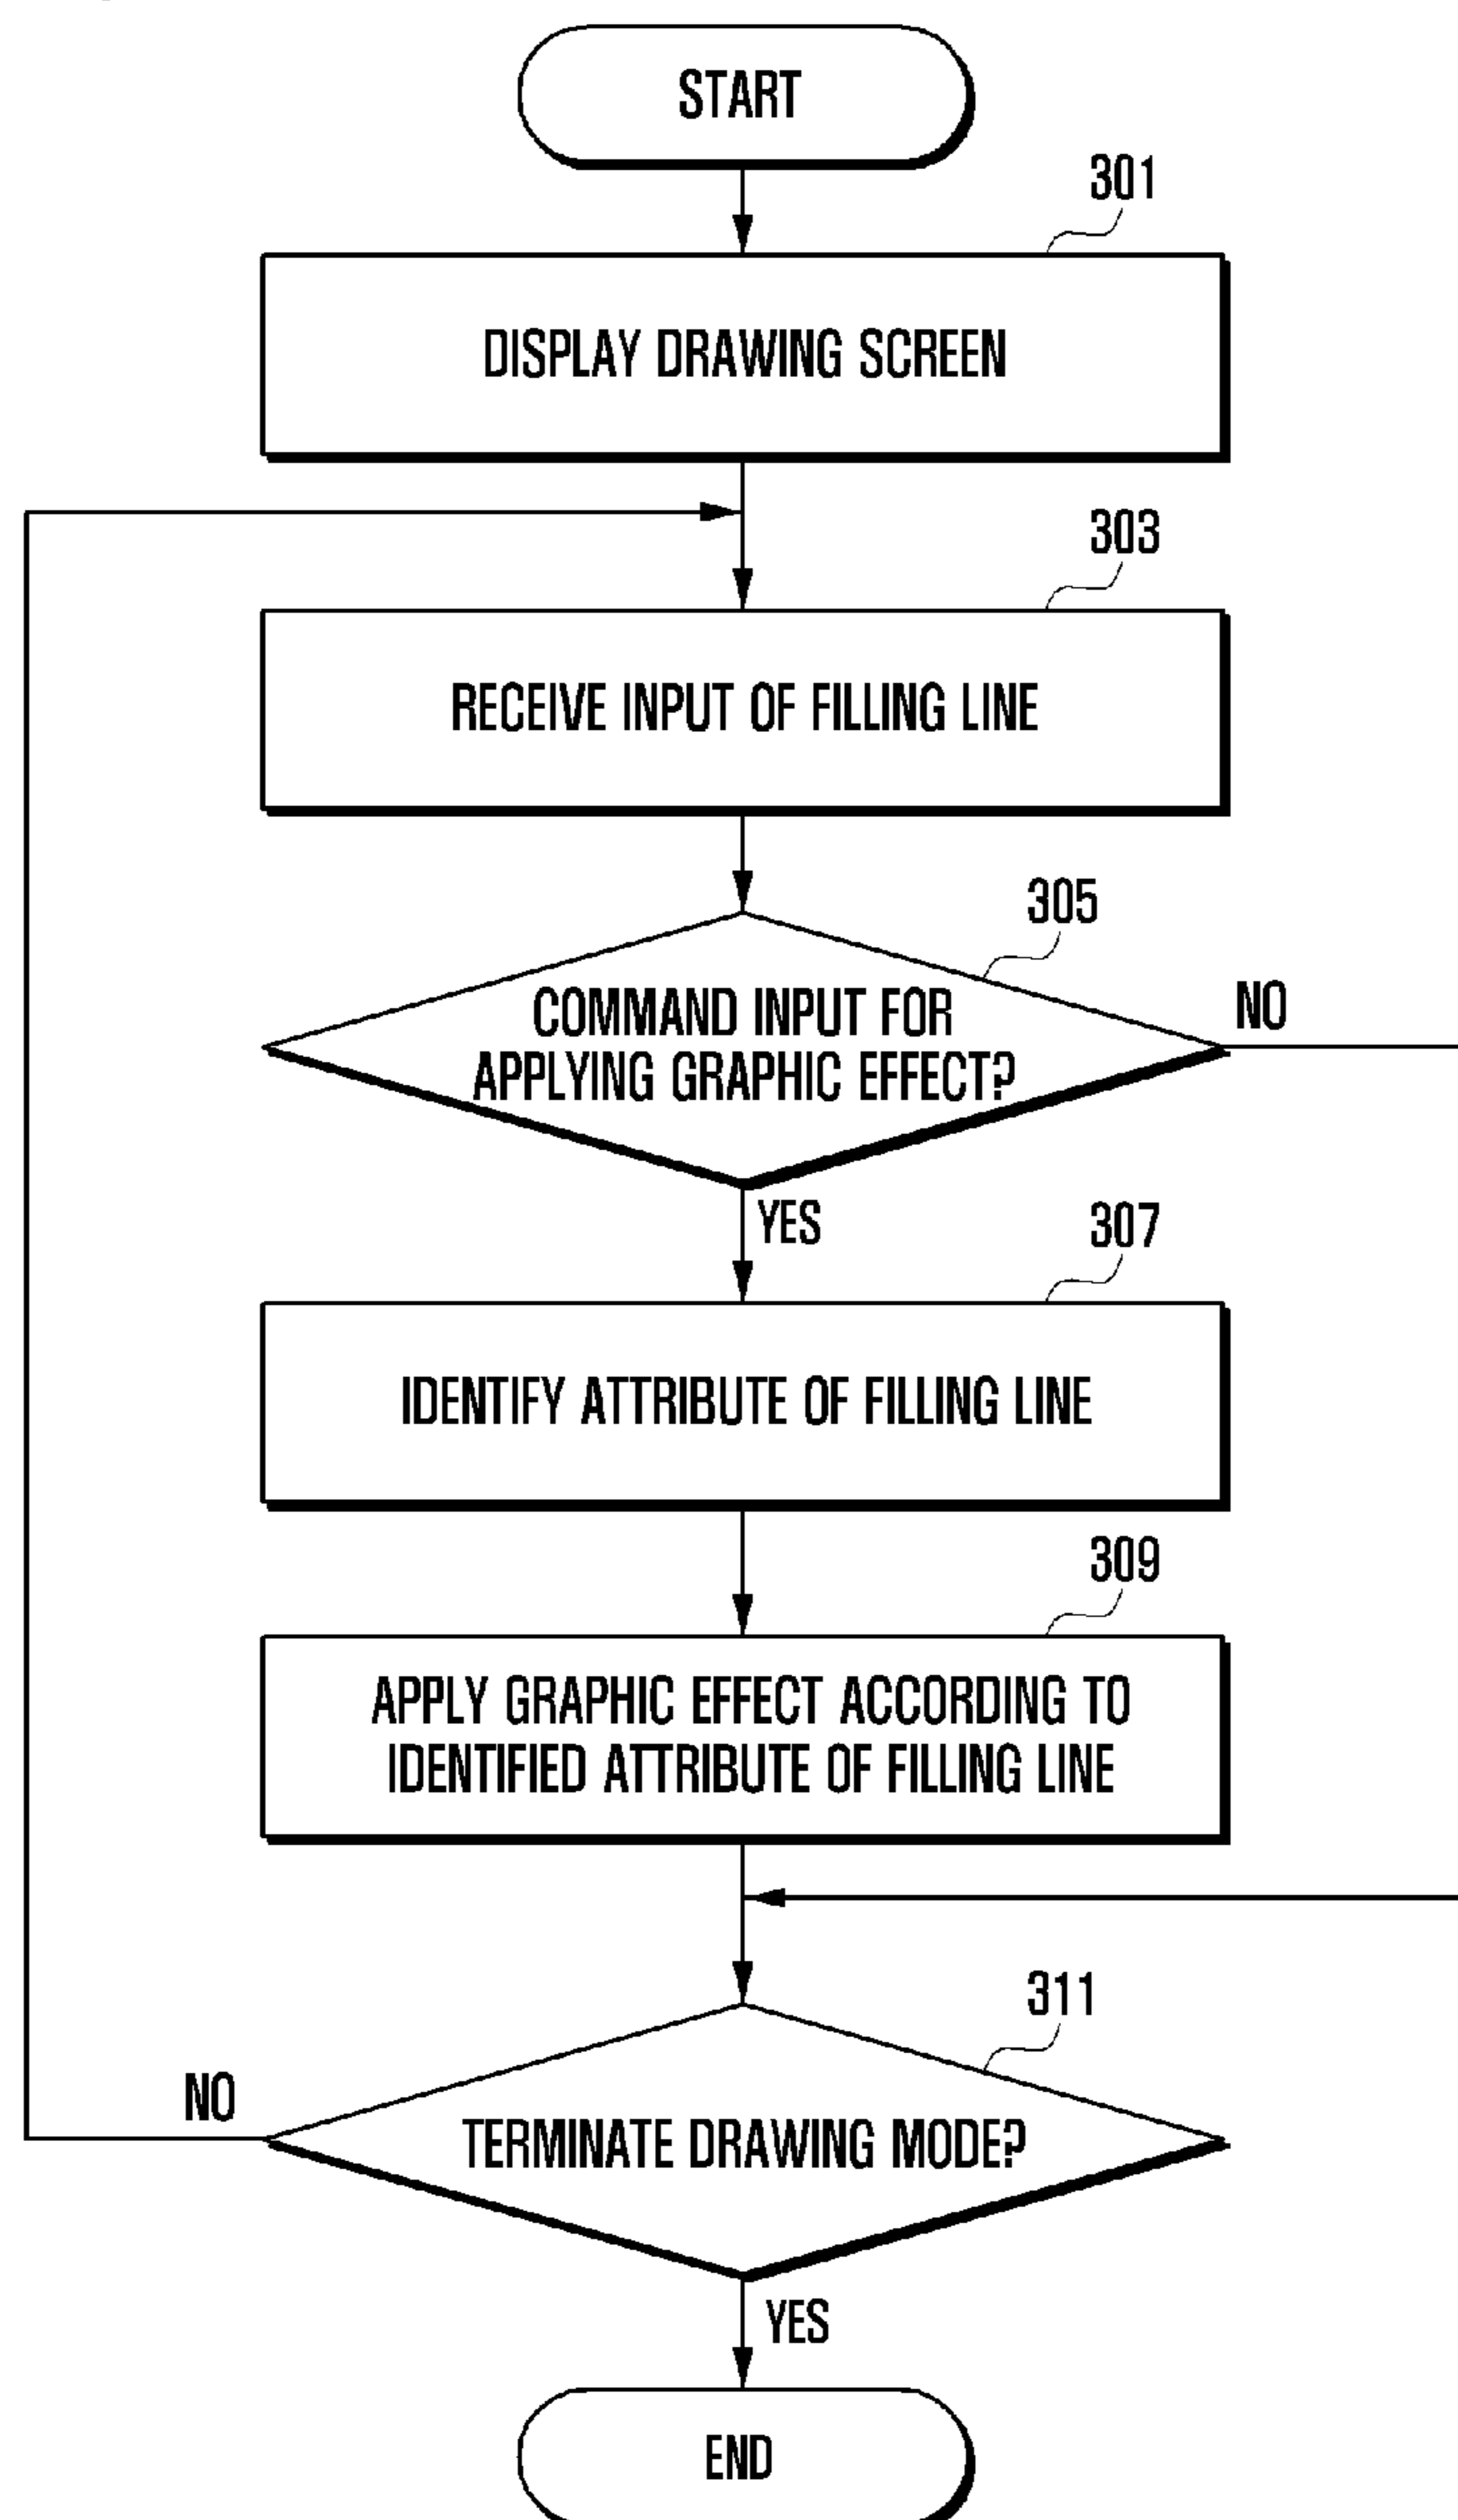 START
301
DISPLAY DRAWING SCREEN
303
RECEIVE INPUT OF FILLING LINE
305
COMMAND INPUT FOR
APPLYING GRAPHIC EFFECT?
NO
YES
307
IDENTIFY ATTRIBUTE OF FILLING LINE
309
APPLY GRAPHIC EFFECT ACCORDING TO
IDENTIFIED ATTRIBUTE OF FILLING LINE
311
NO
TERMINATE DRAWING MODE?
YES
END